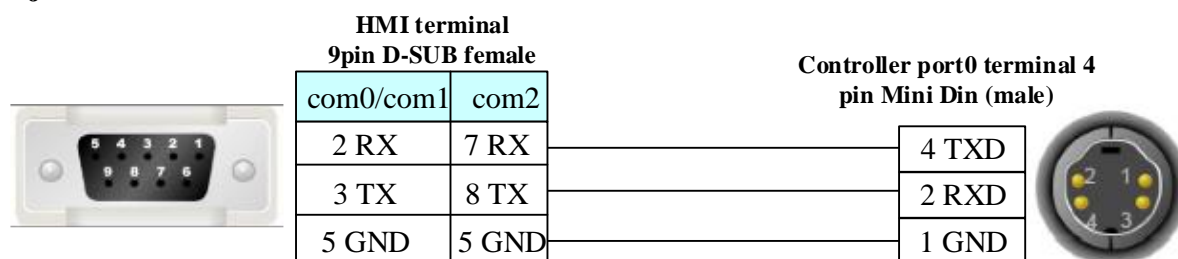 HMI terminal
9pin D-SUB female
Controller port0 terminal 4
pin Mini Din (male)
com0/com1 com2
2 RX 7 RX 4 TXD
3 TX 8 TX 2 RXD
5 GND 5 GND 1 GND
5 4 3 2 1
9 8 7 6
2 1
4 3